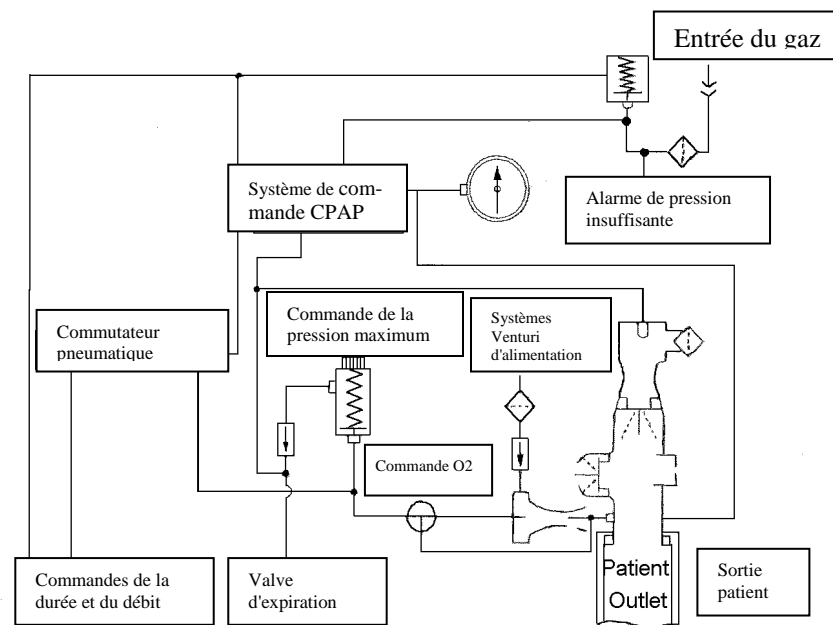 Entrée du gaz
Système de com-
mande CPAP
Alarme de pression
insuffisante
Commande de la
pression maximum
Systèmes
Venturi
d'alimentation
Commutateur
pneumatique
Commande O2
Commandes de la
durée et du débit
Valve
d'expiration
Patient
Outlet
Sortie
patient